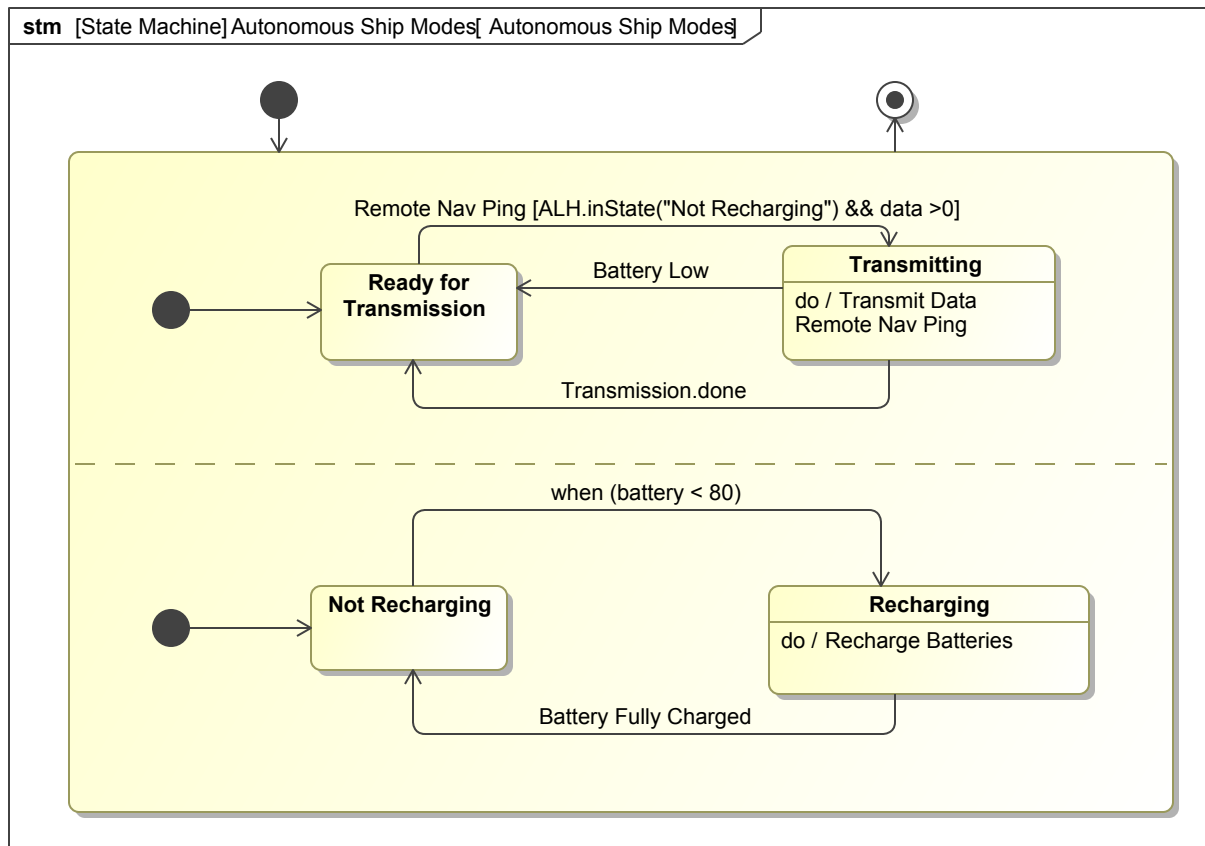 stm [State Machine] Autonomous Ship Modes[ Autonomous Ship Modes]
Remote Nav Ping [ALH.inState("Not Recharging") && data >0]
Ready for
Transmission
Battery Low
Transmitting
do / Transmit Data
Remote Nav Ping
Transmission.done
when (battery < 80)
Not Recharging
Recharging
do / Recharge Batteries
Battery Fully Charged